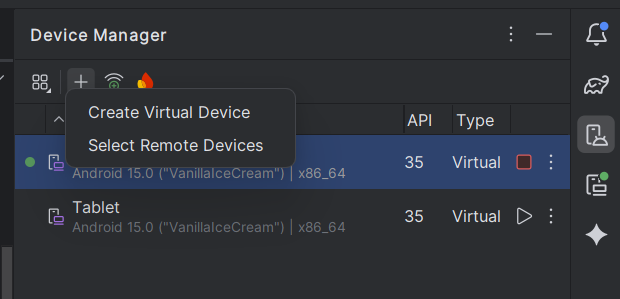 Device Manager
Create Virtual Device
Select Remote Devices
API
Type
35
Virtual
Android 15.0 ("VanillaIceCream") | x86_64
Tablet
35
Virtual
Android 15.0 ("VanillaIceCream") | x86_64